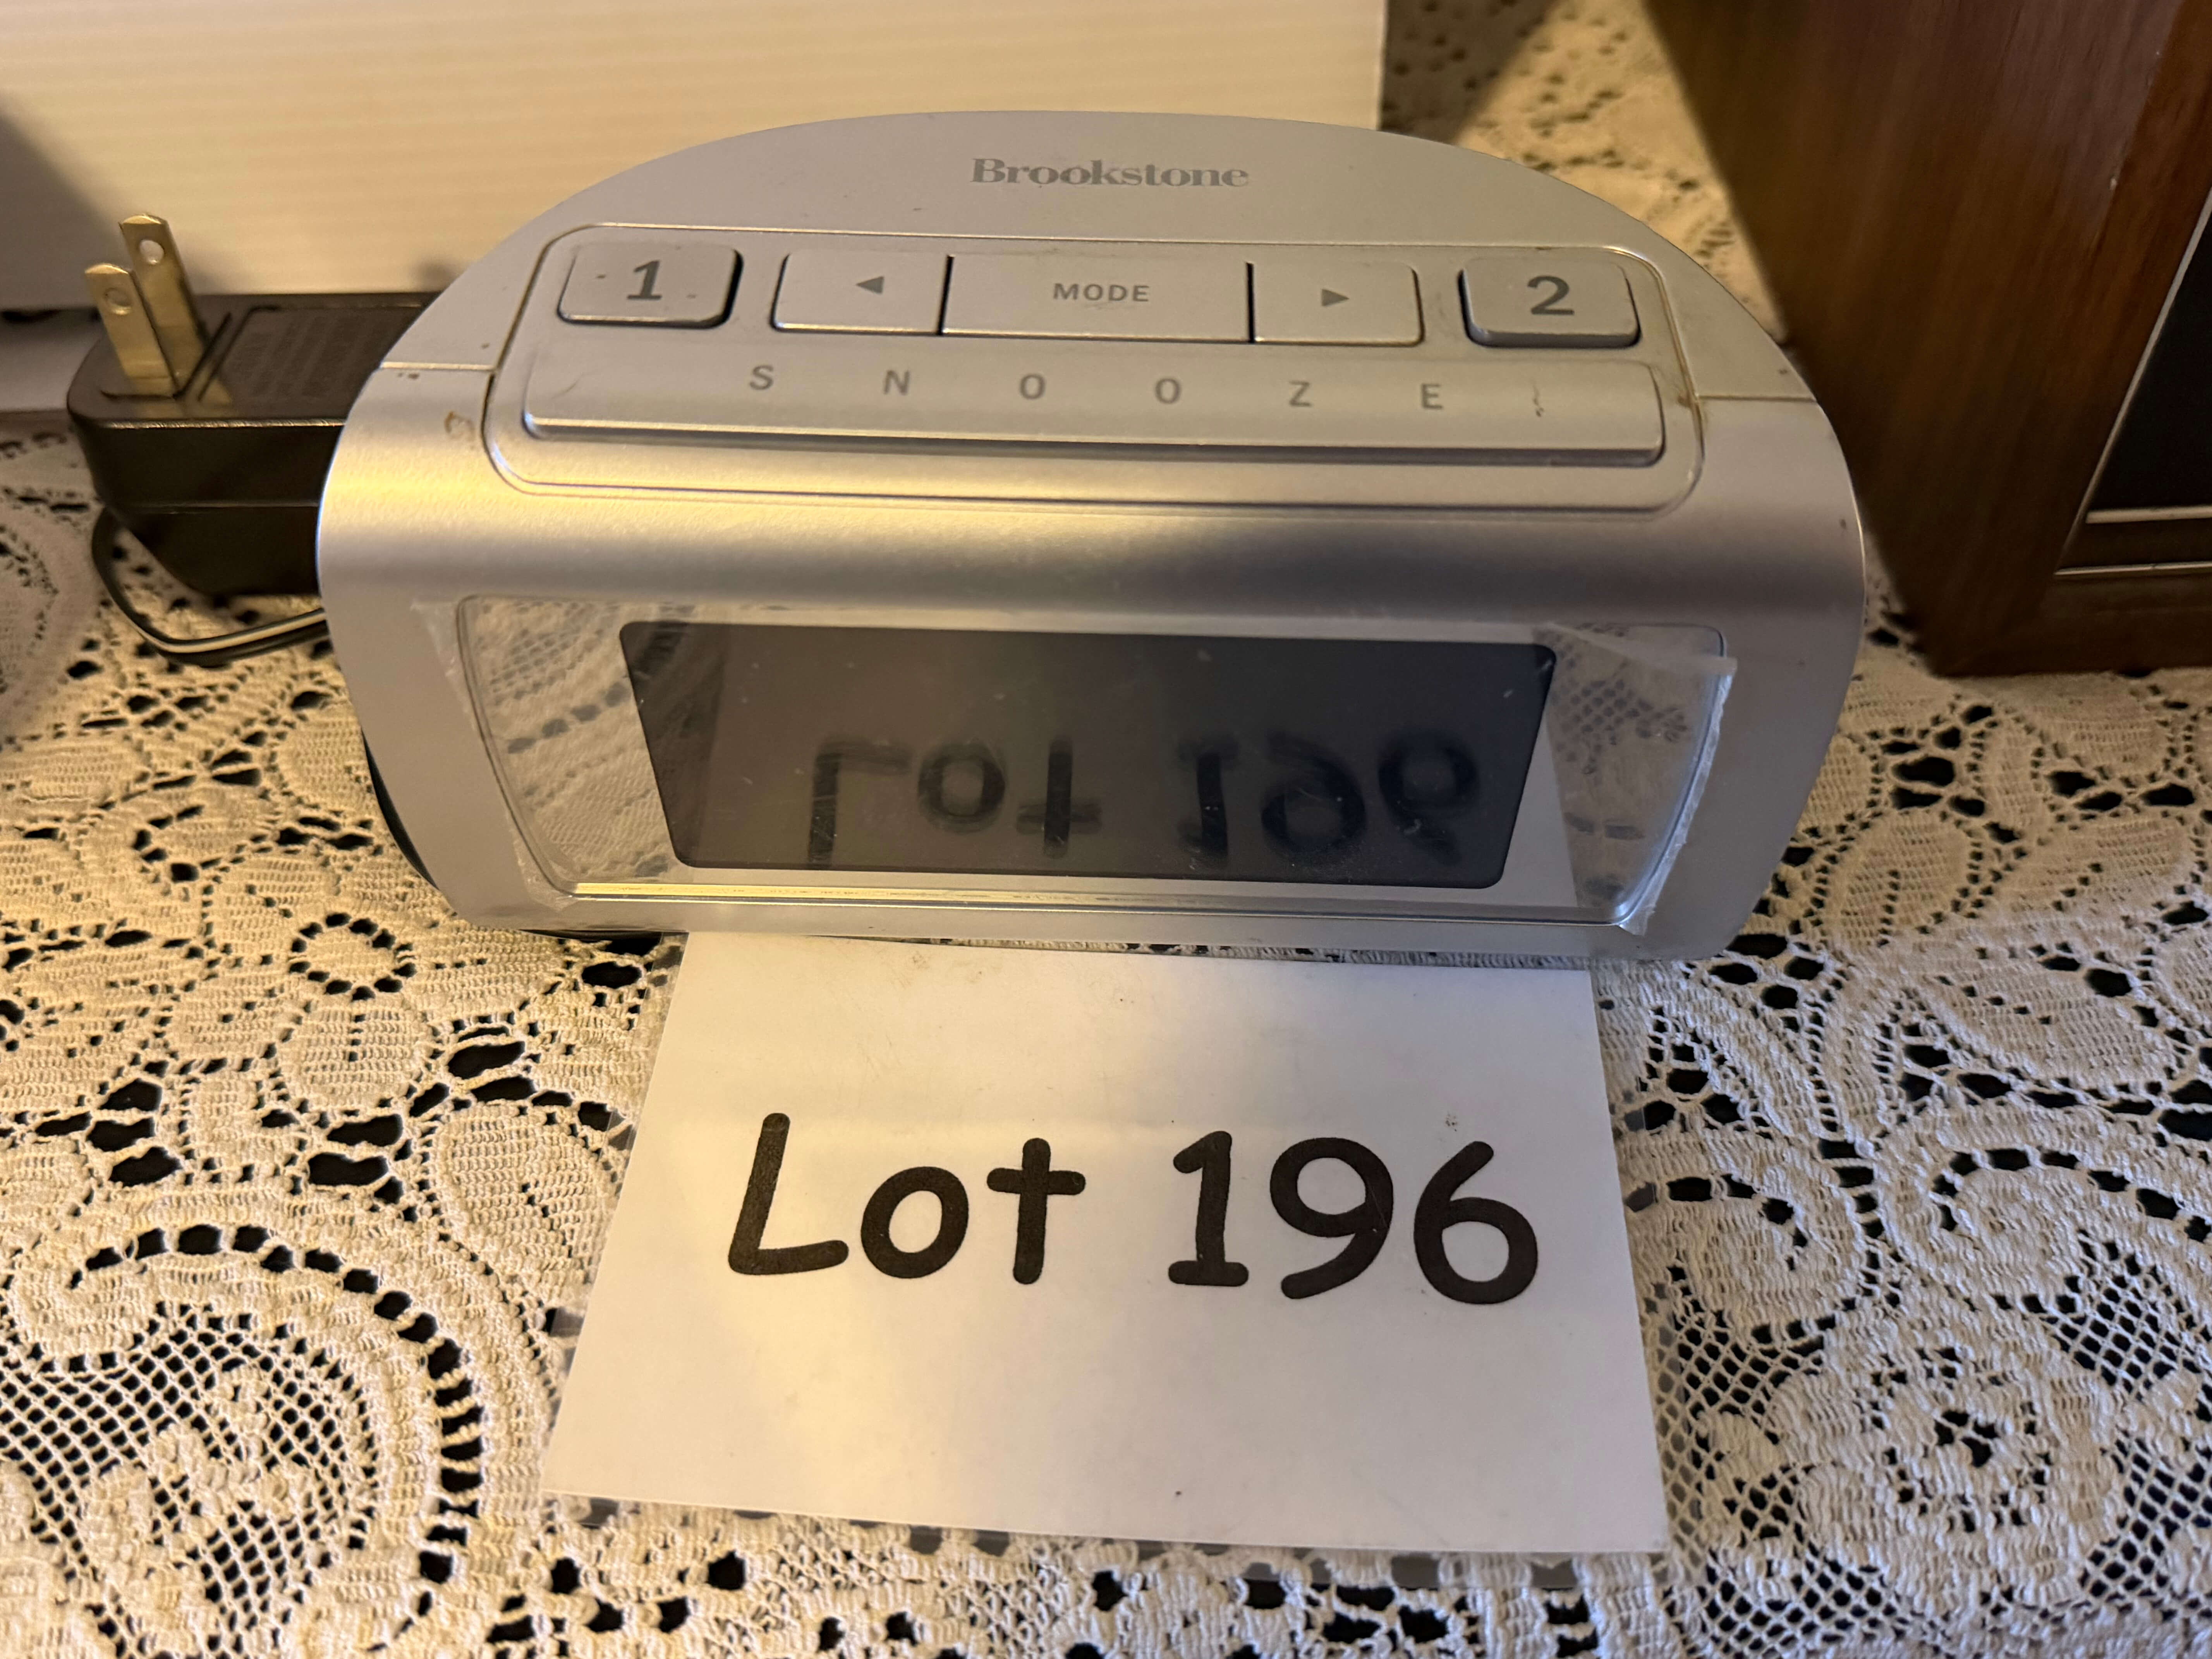 Brookstone
1 ◄ MODE ► 2
SNOOZE
Lot 196